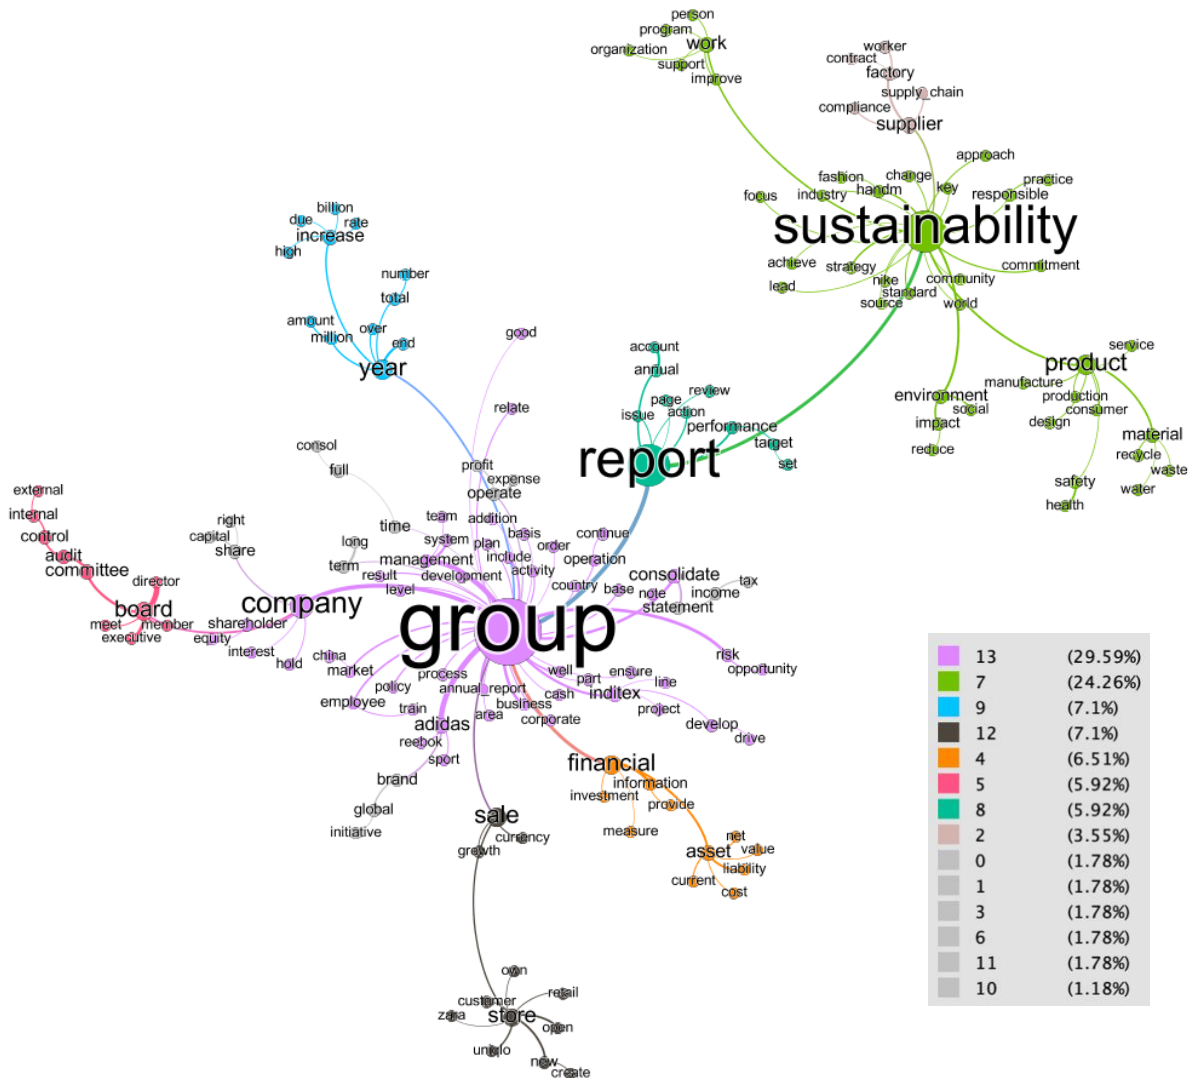 person
program
work
organization
support
improve
worker
contract
factory
supply_chain
compliance
supplier
approach
fashion
change
practice
focus
industry
handm
key
responsible
sustainability
achieve
strategy
commitment
lead
nike
community
standard
source
world
billion
due
rate
increase
high
number
total
amount
over
million
end
year
good
account
annual
review
page
issue
action
performance
target
set
report
relate
service
product
manufacture
production
consumer
design
environment
social
impact
reduce
material
recycle
waste
water
safety
health
consol
full
profit
expense
operate
time
external
internal
control
audit
committee
director
board
meet
member
executive
right
capital
share
long
term
team
addition
system
plan
basis
include
order
continue
management
operation
activity
result
development
level
country
base
consolidate
note
income
tax
statement
company
shareholder
equity
interest
hold
group
china
market
process
policy
employee
train
annual_report
area
adidas
reebok
sport
business
corporate
well
part
ensure
line
cash
inditex
project
risk
opportunity
develop
drive
brand
global
initiative
financial
information
investment
provide
measure
net
asset
value
liability
current
cost
sale
currency
growth
own
customer
retail
zara
store
open
uniqlo
new
create
13 (29.59%)
7 (24.26%)
9 (7.1%)
12 (7.1%)
4 (6.51%)
5 (5.92%)
8 (5.92%)
2 (3.55%)
0 (1.78%)
1 (1.78%)
3 (1.78%)
6 (1.78%)
11 (1.78%)
10 (1.18%)